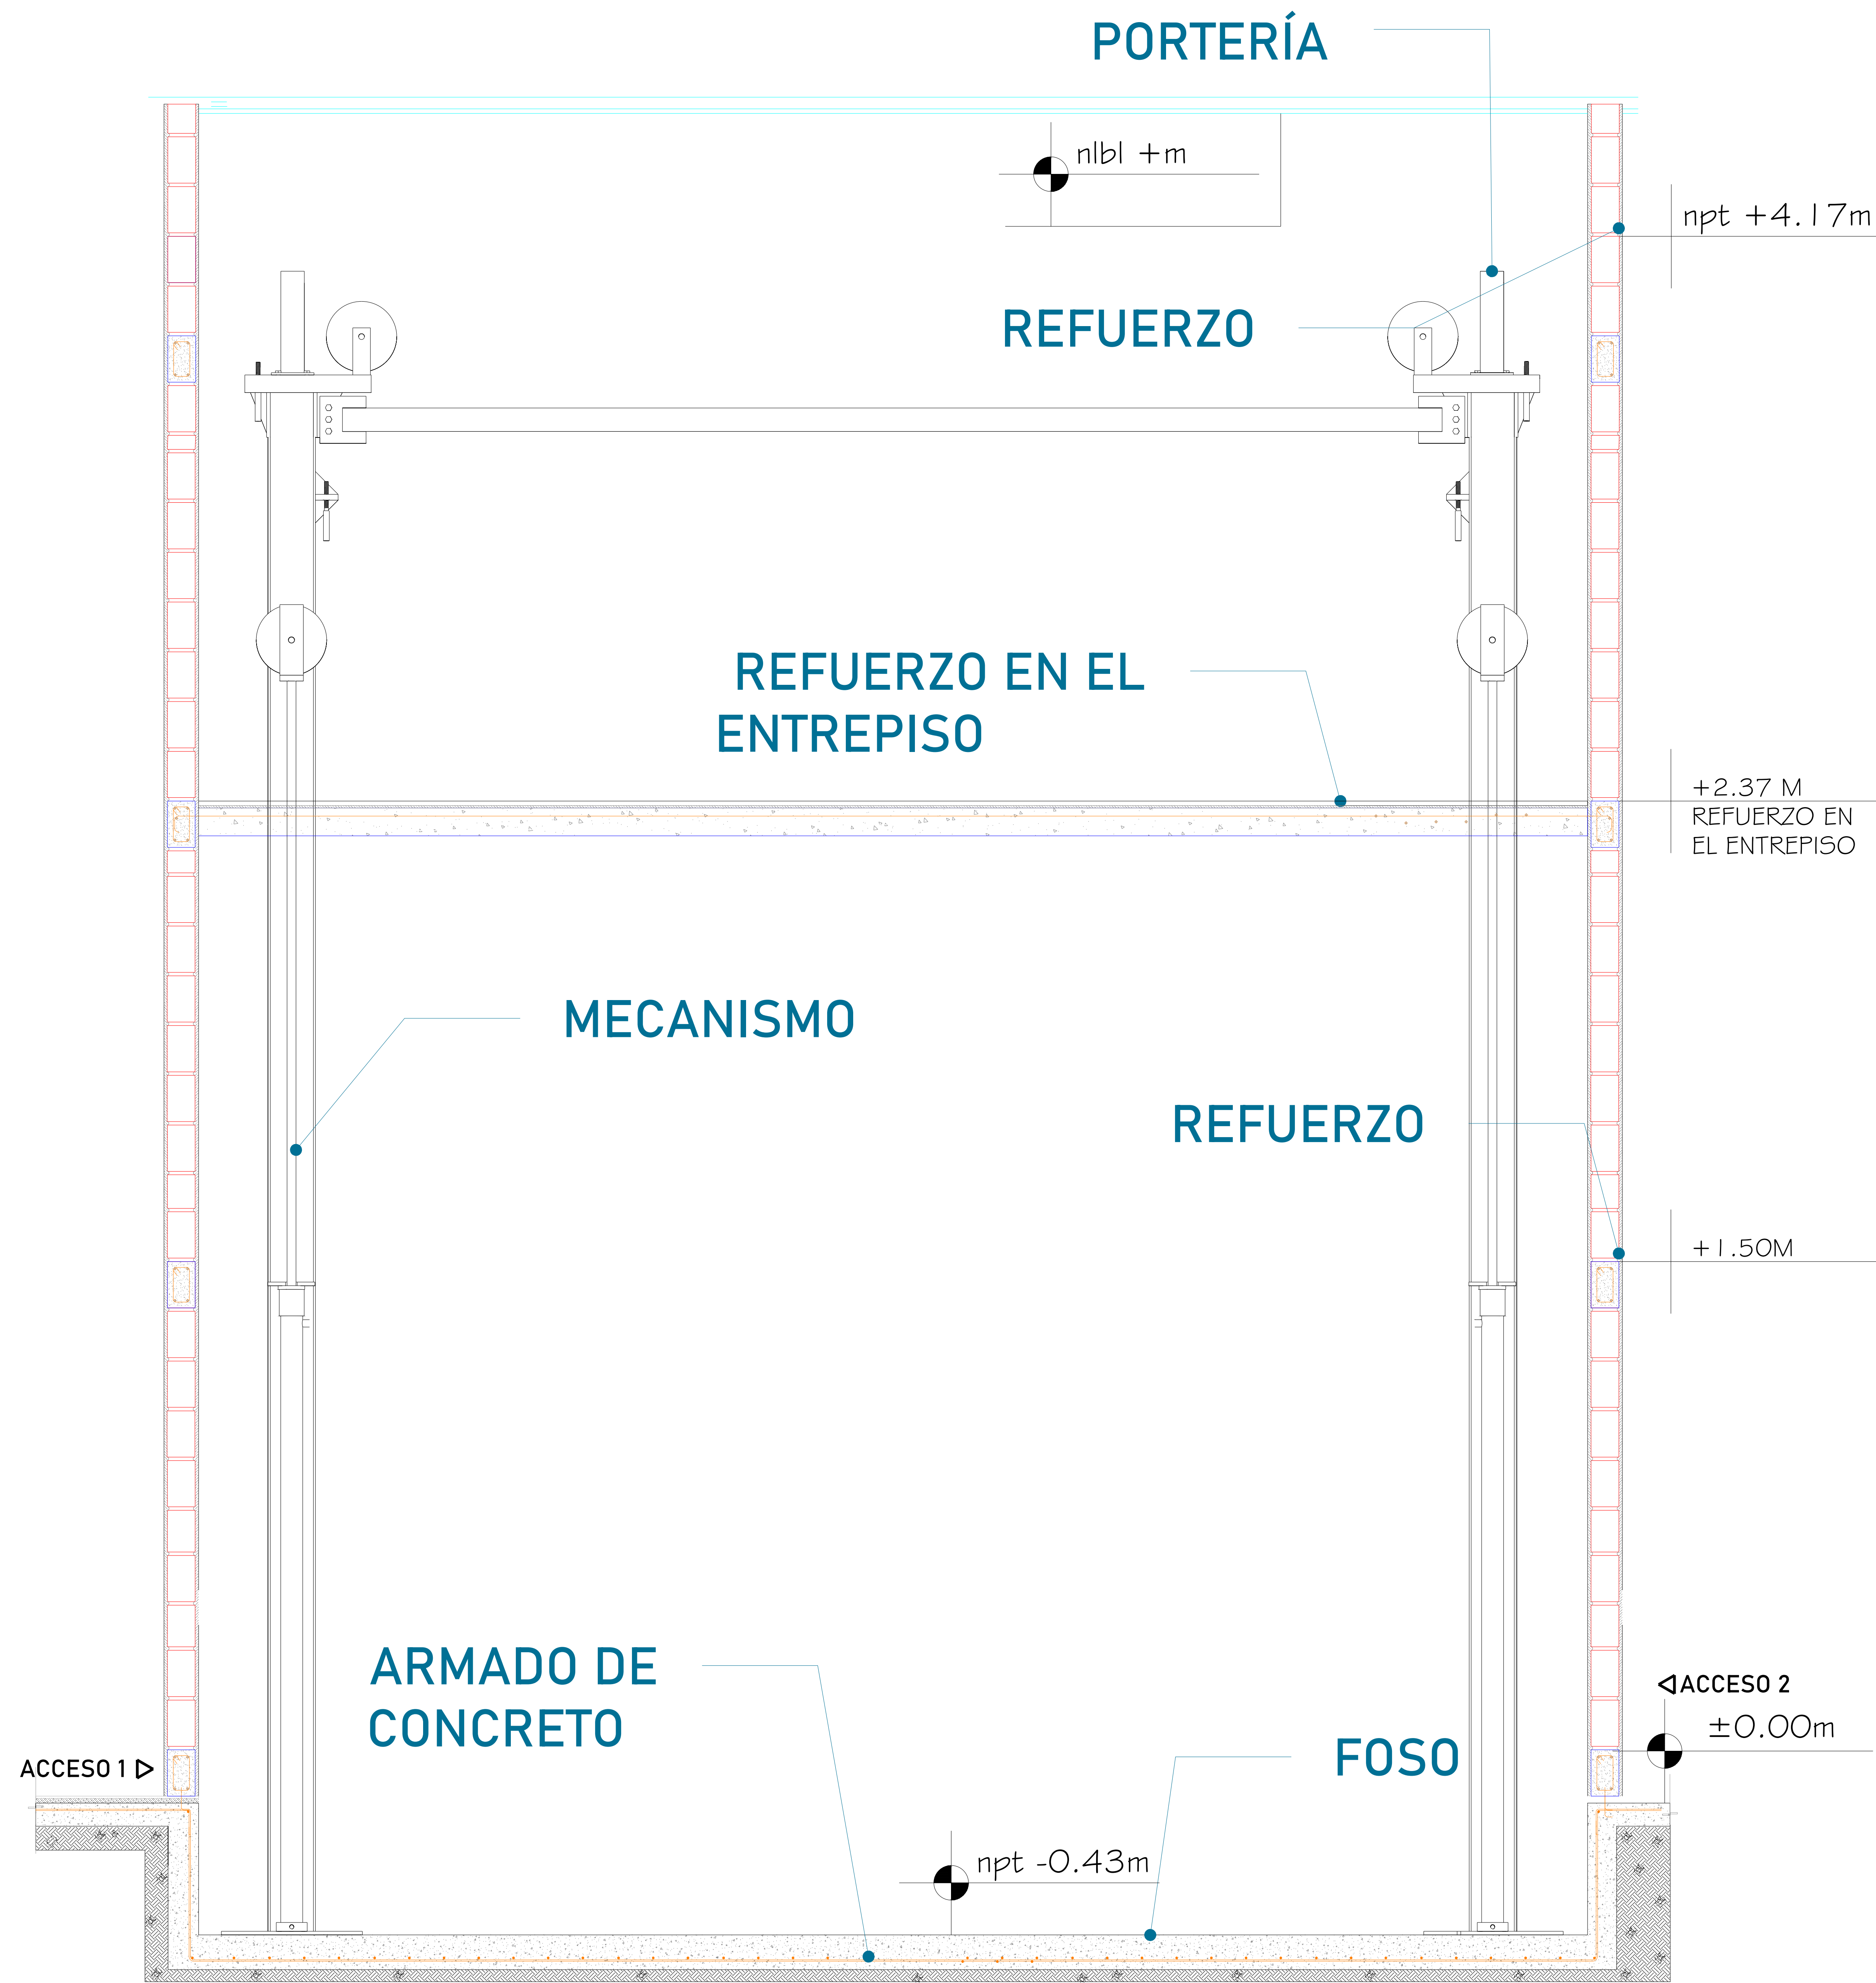 PORTERÍA
nlbl +m
npt +4.17m
REFUERZO
REFUERZO EN EL
ENTREPISO
+2.37 M
REFUERZO EN
EL ENTREPISO
MECANISMO
REFUERZO
+1.50M
ARMADO DE
CONCRETO
ACCESO 2
±0.00m
FOSO
ACCESO 1
npt -0.43m